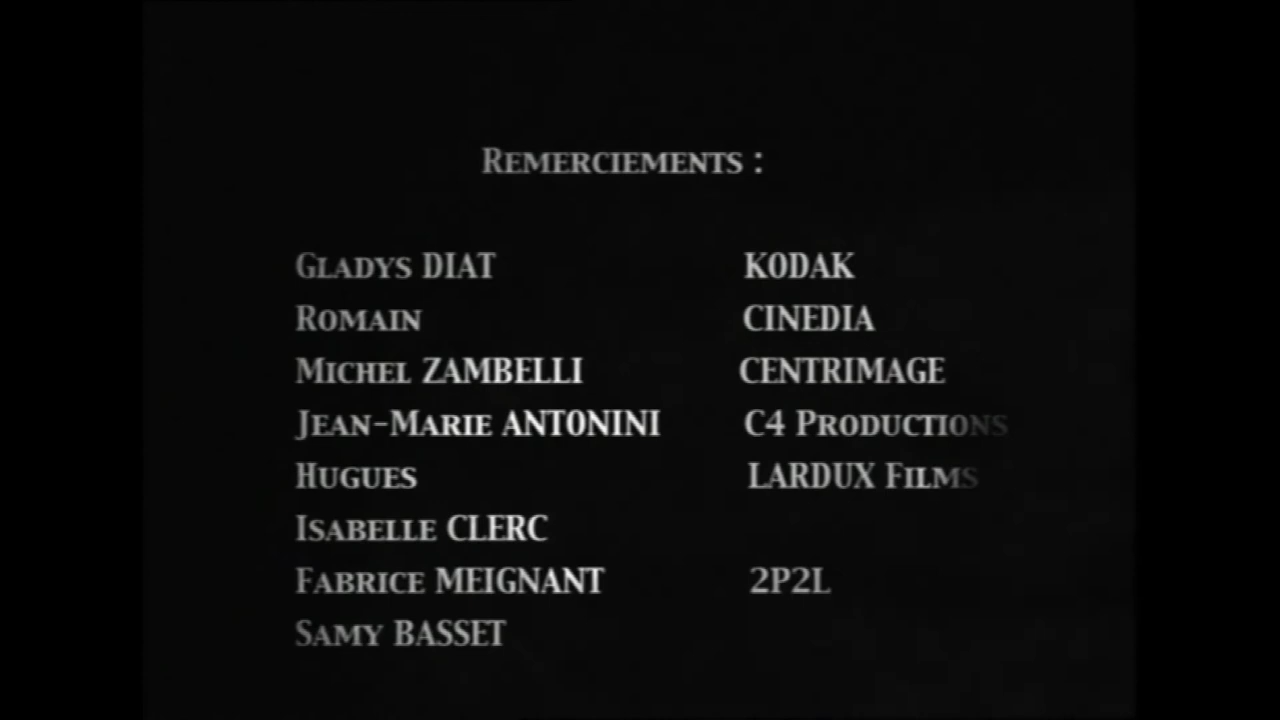 Remerciements :
Gladys DIAT
Romain
Michel ZAMBELLI
Jean-Marie ANTONINI
Hugues
Isabelle CLERC
Fabrice MEIGNANT
Samy BASSET
KODAK
CINEDIA
CENTRIMAGE
C4 Productions
LARDUX Films
2P2L